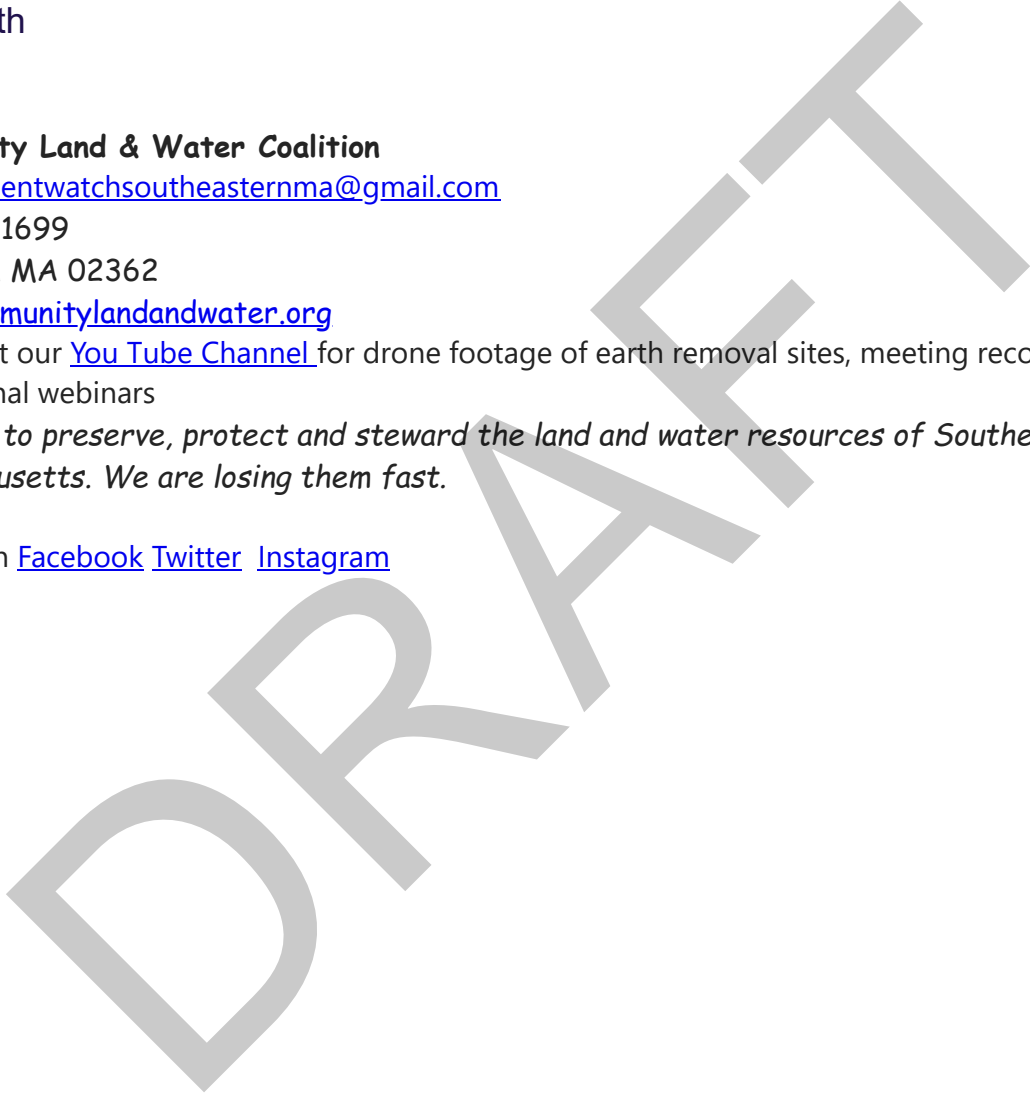 th
ty Land & Water Coalition
entwatchsoutheasternma@gmail.com
1699
MA 02362
munitylandandwater.org
t our You Tube Channel for drone footage of earth removal sites, meeting reco
nal webinars
to preserve, protect and steward the land and water resources of Southe
usetts. We are losing them fast.
n Facebook Twitter Instagram
DRAFT